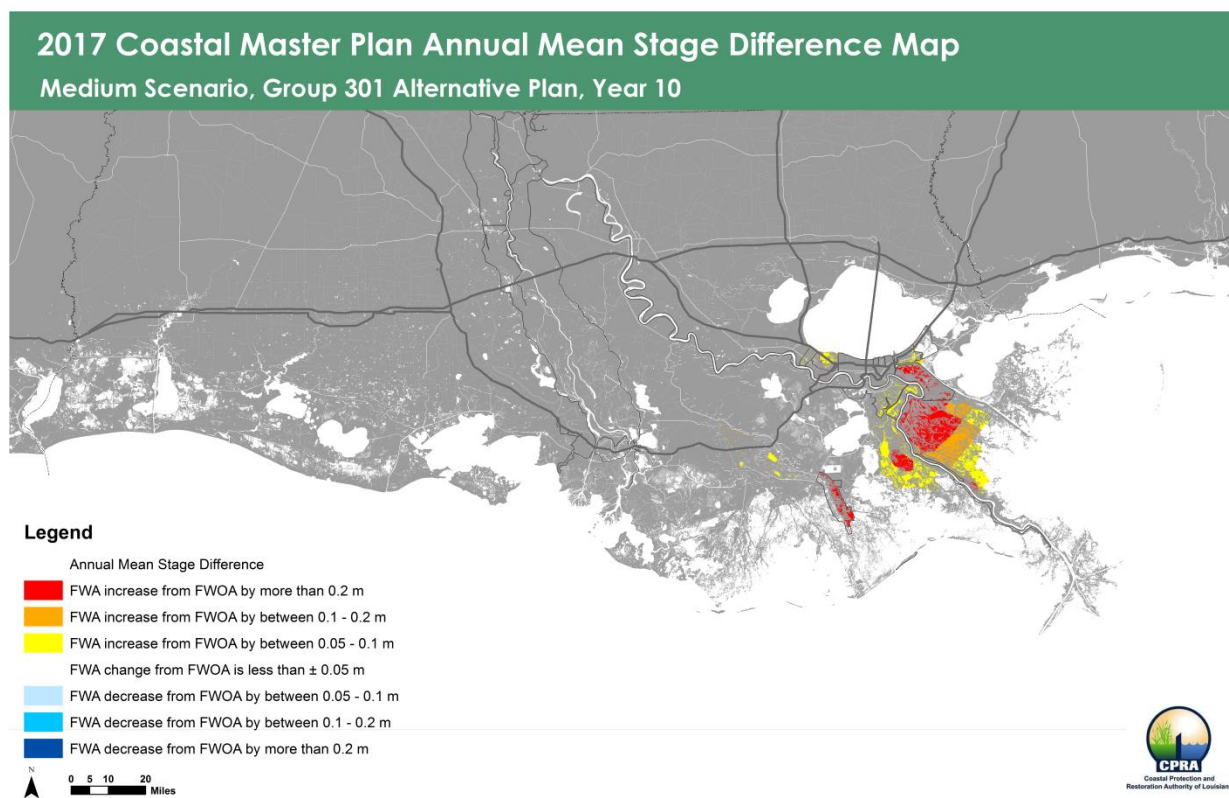 2017 Coastal Master Plan Annual Mean Stage Difference Map
Medium Scenario, Group 301 Alternative Plan, Year 10
Legend
Annual Mean Stage Difference
FWA increase from FWOA by more than 0.2 m
FWA increase from FWOA by between 0.1 - 0.2 m
FWA increase from FWOA by between 0.05 - 0.1 m
FWA change from FWOA is less than ± 0.05 m
FWA decrease from FWOA by between 0.05 - 0.1 m
FWA decrease from FWOA by between 0.1 - 0.2 m
FWA decrease from FWOA by more than 0.2 m
N
0 5 10 20
Miles
CPRA
Coastal Protection and
Restoration Authority of Louisian